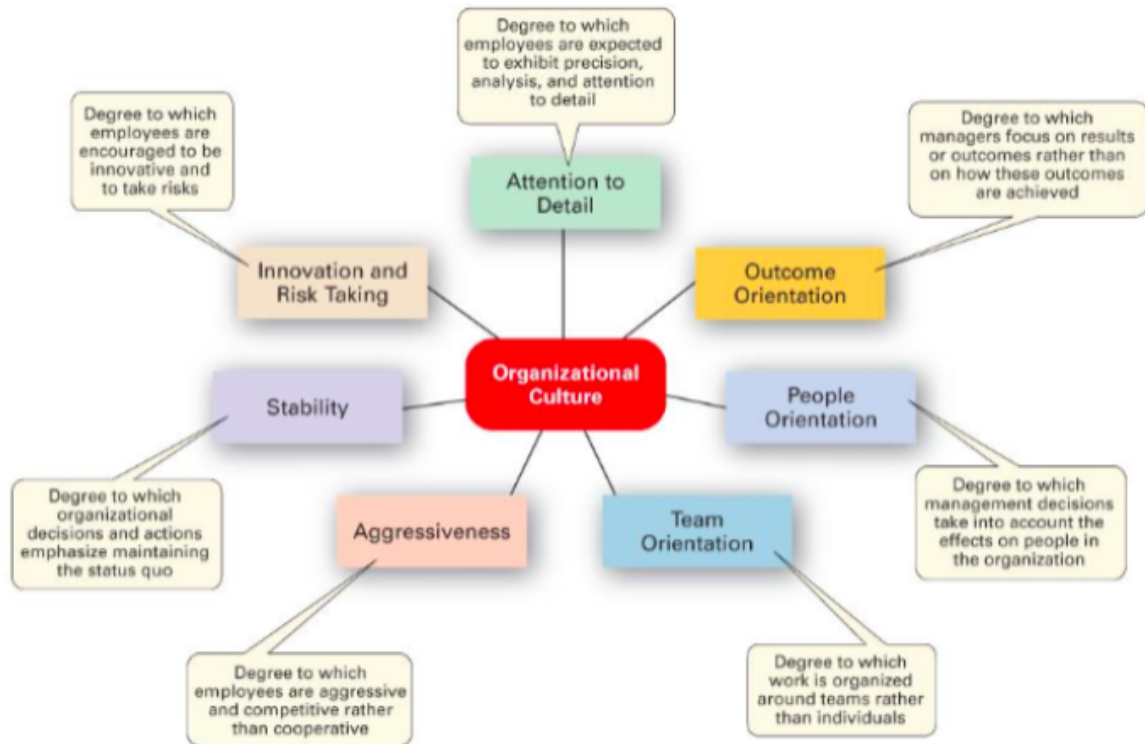 Degree to which
employees are expected
to exhibit precision,
analysis, and attention
to detail
Attention to
Detail
Degree to which
managers focus on results
or outcomes rather than
on how these outcomes
are achieved
Outcome
Orientation
People
Orientation
Degree to which
management decisions
take into account the
effects on people in
the organization
Team
Orientation
Degree to which
work is organized
around teams rather
than individuals
Aggressiveness
Degree to which
employees are aggressive
and competitive rather
than cooperative
Stability
Degree to which
organizational
decisions and actions
emphasize maintaining
the status quo
Innovation and
Risk Taking
Degree to which
employees are
encouraged to be
innovative and
to take risks
Organizational
Culture